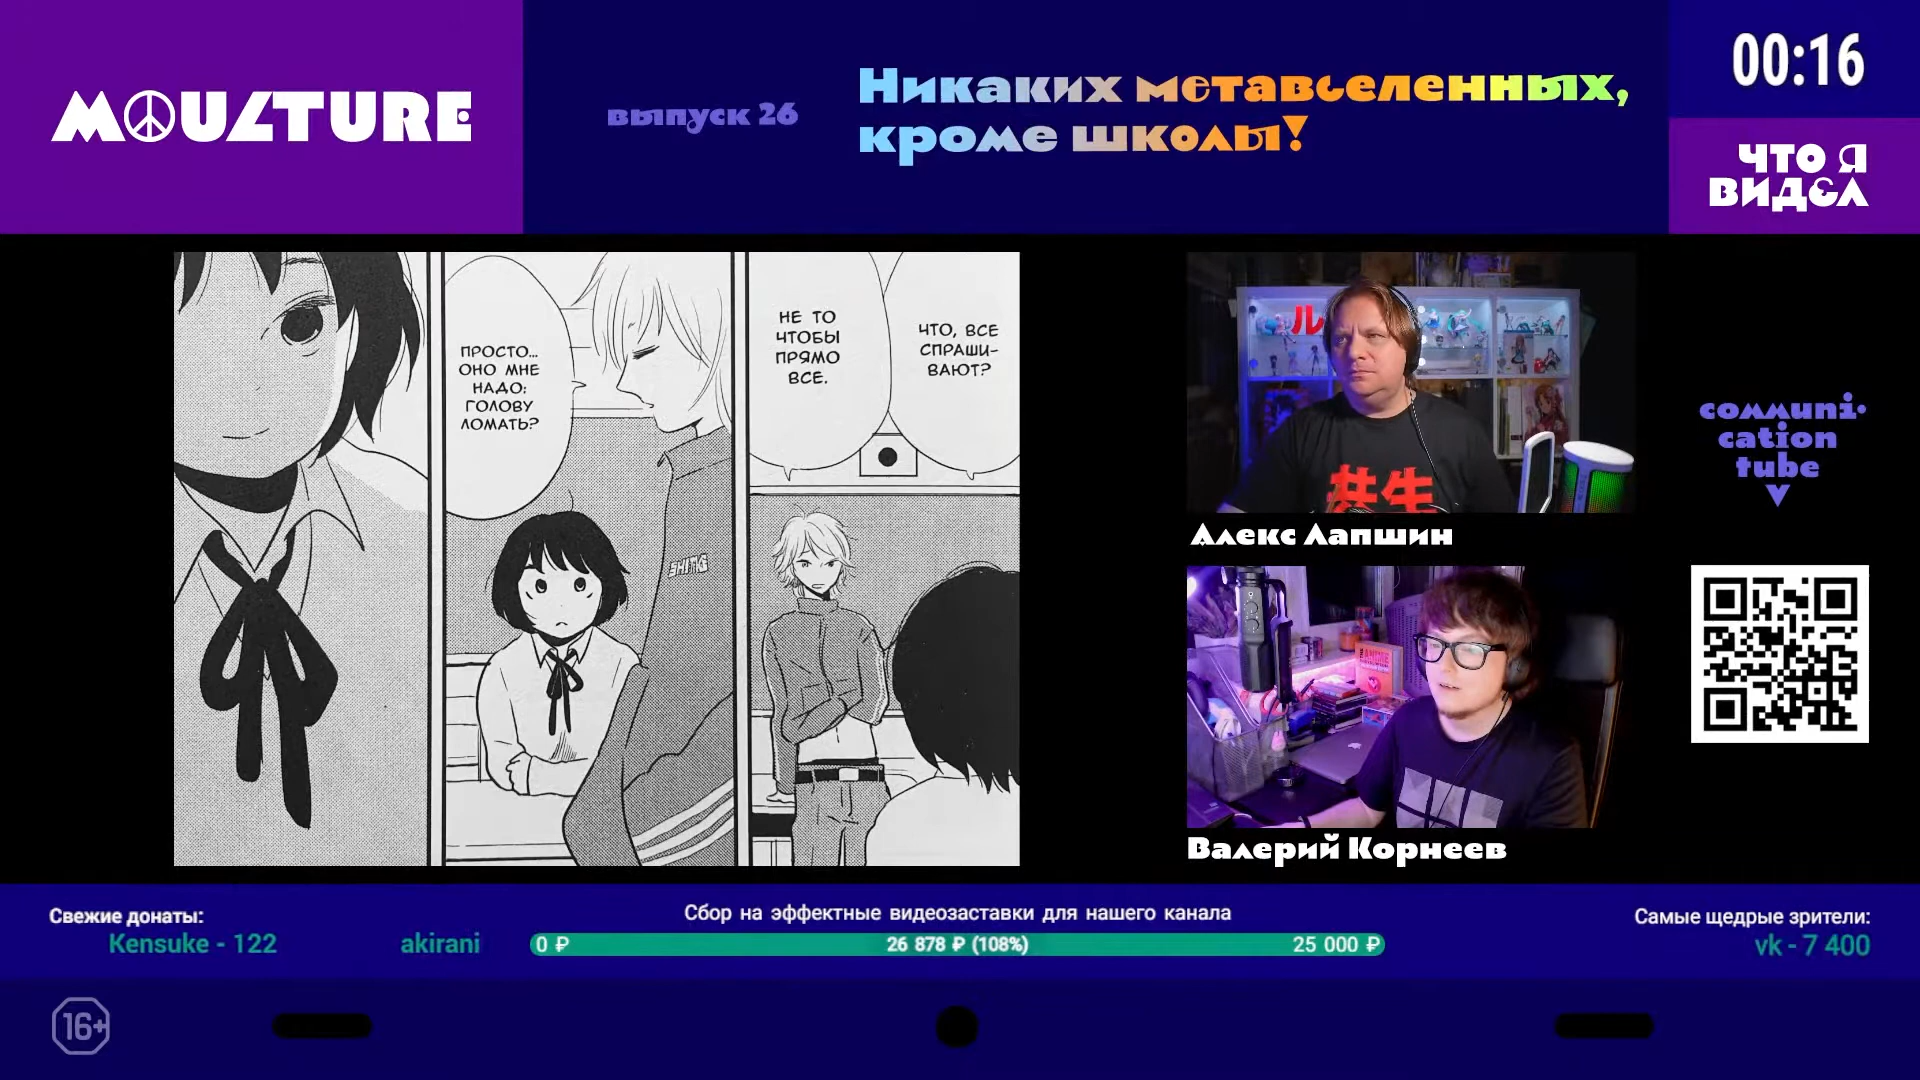 MOULTURE
выпуск 26
Никаких метавселенных,
кроме школы!
00:16
ЧТО Я
ВИДЕЛ
ПРОСТО...
ОНО МНЕ
НАДО:
ГОЛОВУ
ЛОМАТЬ?
НЕ ТО
ЧТОБЫ
ПРЯМО
ВСЕ.
ЧТО, ВСЕ
СПРАШИ-
ВАЮТ?
ル
共生
Алекс Лапшин
communi-
cation
tube
Валерий Корнеев
Свежие донаты:
Kensuke - 122
akirani
Сбор на эффектные видеозаставки для нашего канала
0 ₽
26 878 ₽ (108%)
25 000 ₽
Самые щедрые зрители:
vk - 7 400
16+